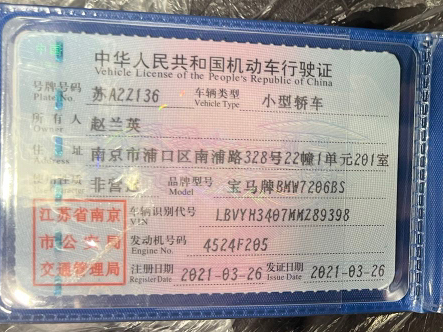 中华人民共和国机动车行驶证
Vehicle License of the People's Republic of China
号牌号码 苏A2Z136 车辆类型 小型轿车
Plate No. Vehicle Type
所有人 赵兰英
Owner
住址 南京市浦口区南浦路328号22幢1单元201室
Address
使用性质 非营运 品牌型号 宝马牌BMW7206BS
Model
江苏省南京 车辆识别代号 LBVYH3407MMZ89398
VIN
市公安局 发动机号码 4524F205
Engine No.
交通管理局 注册日期 2021-03-26 发证日期 2021-03-26
Register Date Issue Date